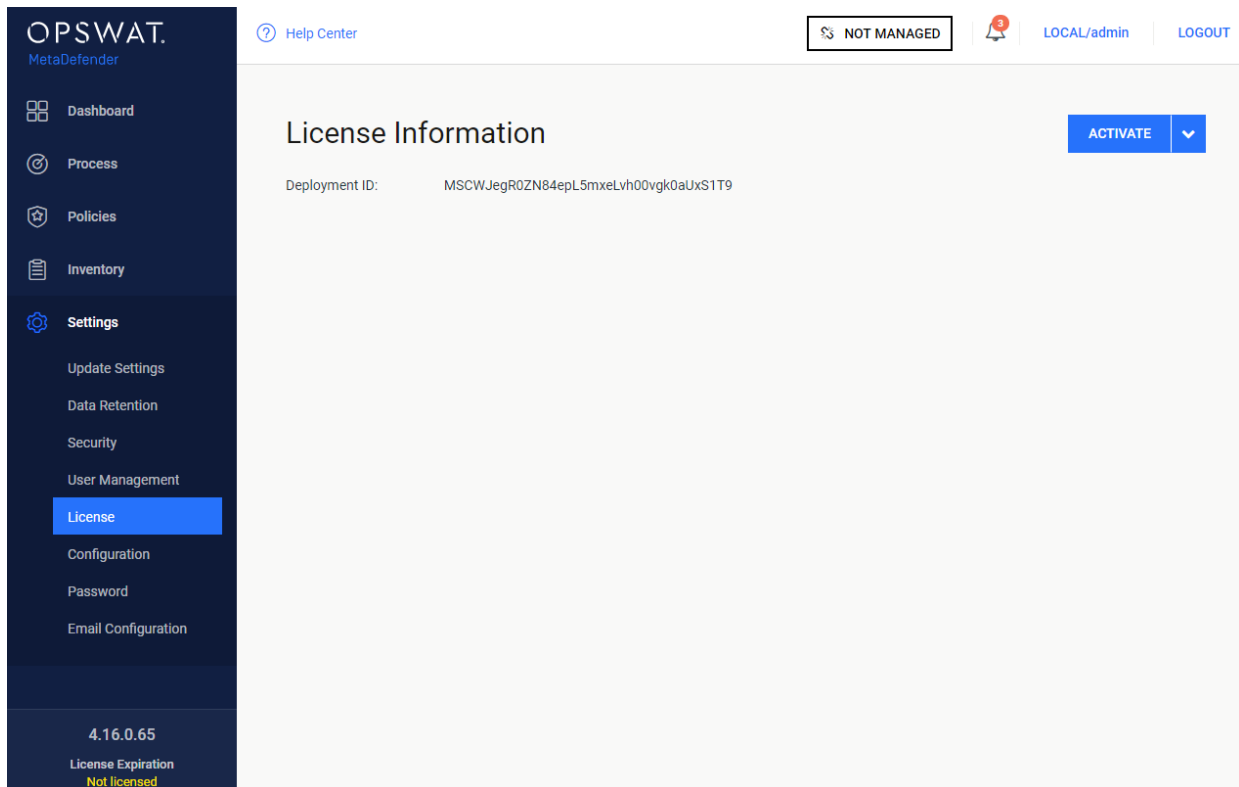 OPSWAT.
MetaDefender
Help Center
NOT MANAGED
3
LOCAL/admin
LOGOUT
Dashboard
Process
Policies
Inventory
Settings
Update Settings
Data Retention
Security
User Management
License
Configuration
Password
Email Configuration
4.16.0.65
License Expiration
Not licensed
License Information
ACTIVATE
Deployment ID: MSCWJegR0ZN84epL5mxeLvh00vgk0aUxS1T9